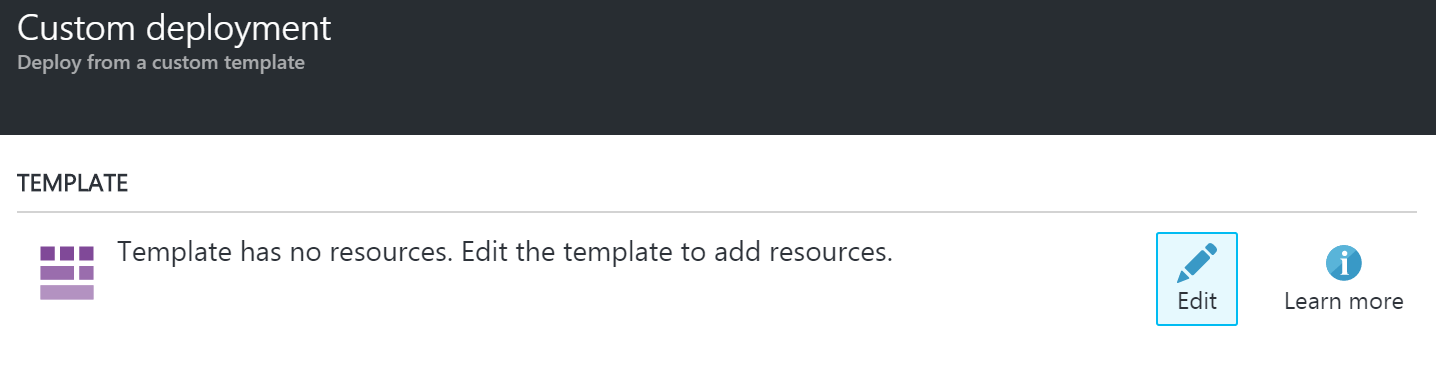 Custom deployment
Deploy from a custom template
TEMPLATE
Template has no resources. Edit the template to add resources.
Edit
Learn more